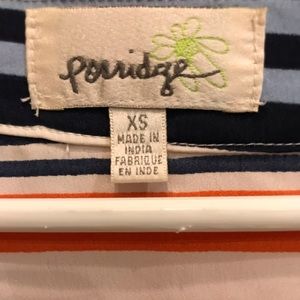 porridge
XS
MADE IN
INDIA
FABRIQUE
EN INDE